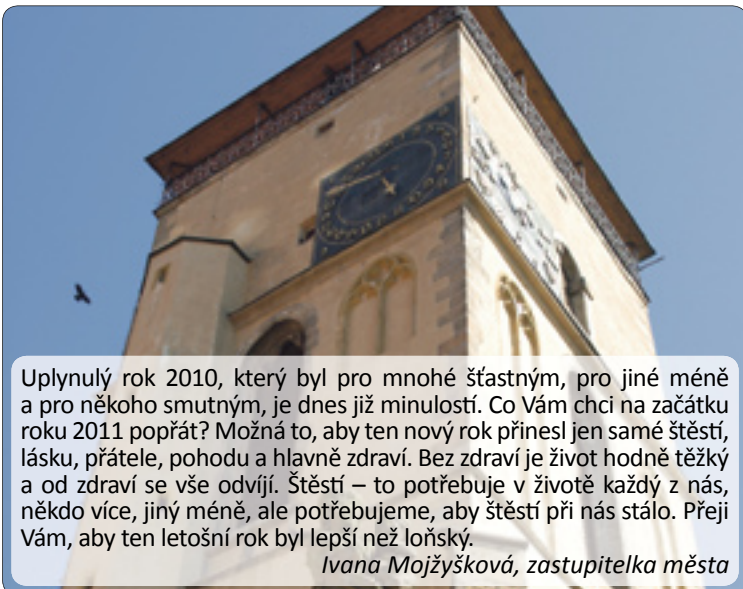 Uplynulý rok 2010, který byl pro mnohé šťastným, pro jiné méně
a pro někoho smutným, je dnes již minulostí. Co Vám chci na začátku
roku 2011 popřát? Možná to, aby ten nový rok přinesl jen samé štěstí,
lásku, přátele, pohodu a hlavně zdraví. Bez zdraví je život hodně těžký
a od zdraví se vše odvíjí. Štěstí – to potřebuje v životě každý z nás,
někdo více, jiný méně, ale potřebujeme, aby štěstí při nás stálo. Přeji
Vám, aby ten letošní rok byl lepší než loňský.
Ivana Mojžyšková, zastupitelka města